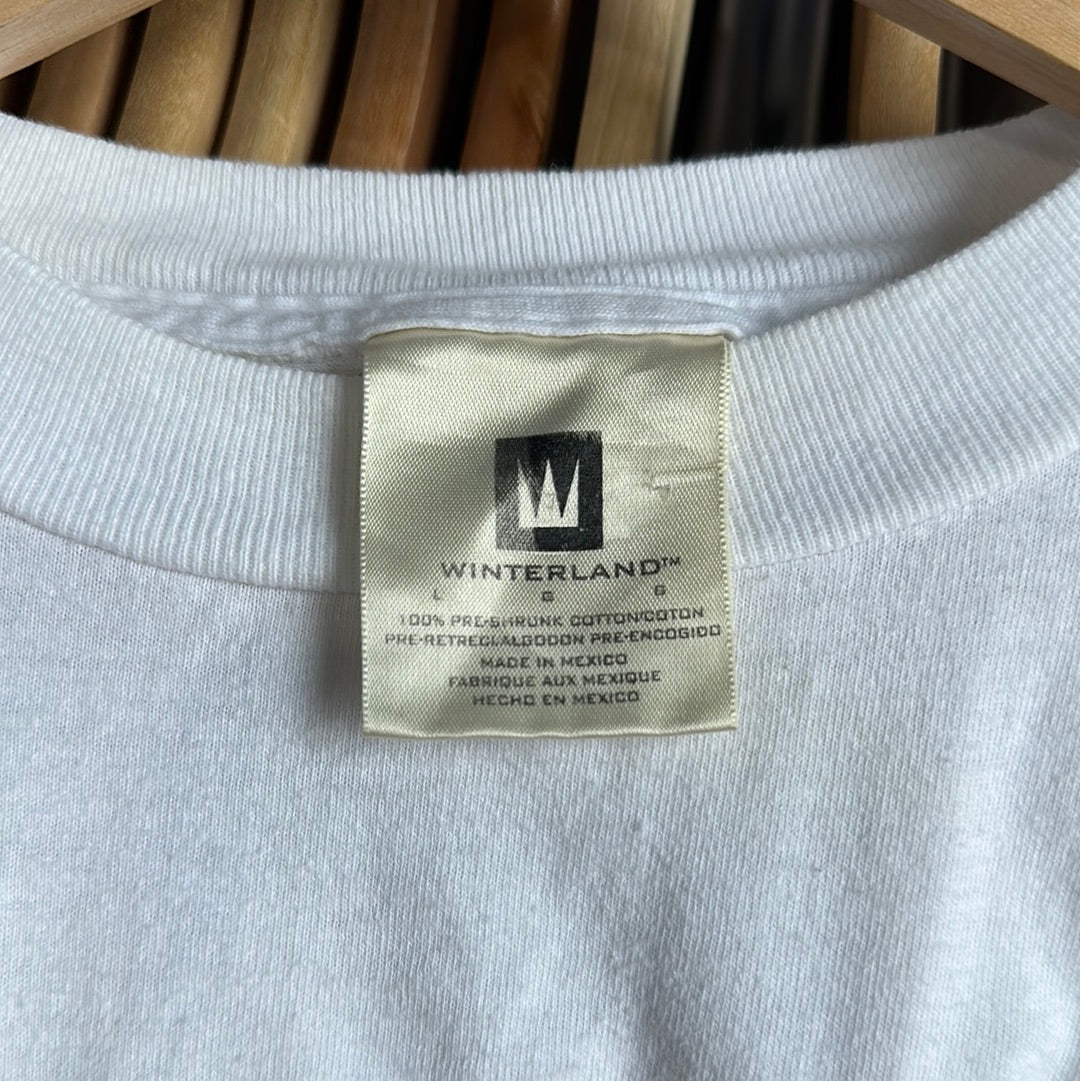 WINTERLAND™
L G G
100% PRE-SHRUNK COTTON/COTON
PRE-RETRECI/ALGODON PRE-ENCOGIDO
MADE IN MEXICO
FABRIQUE AUX MEXIQUE
HECHO EN MEXICO